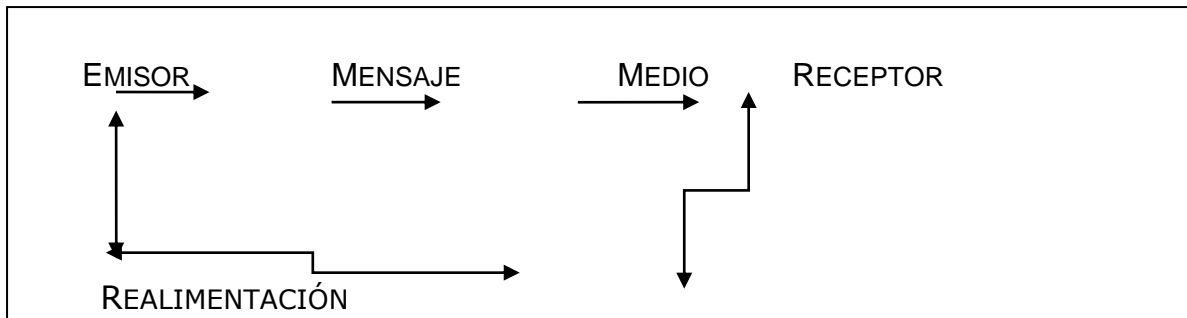 EMISOR MENSAJE MEDIO RECEPTOR
REALIMENTACIÓN